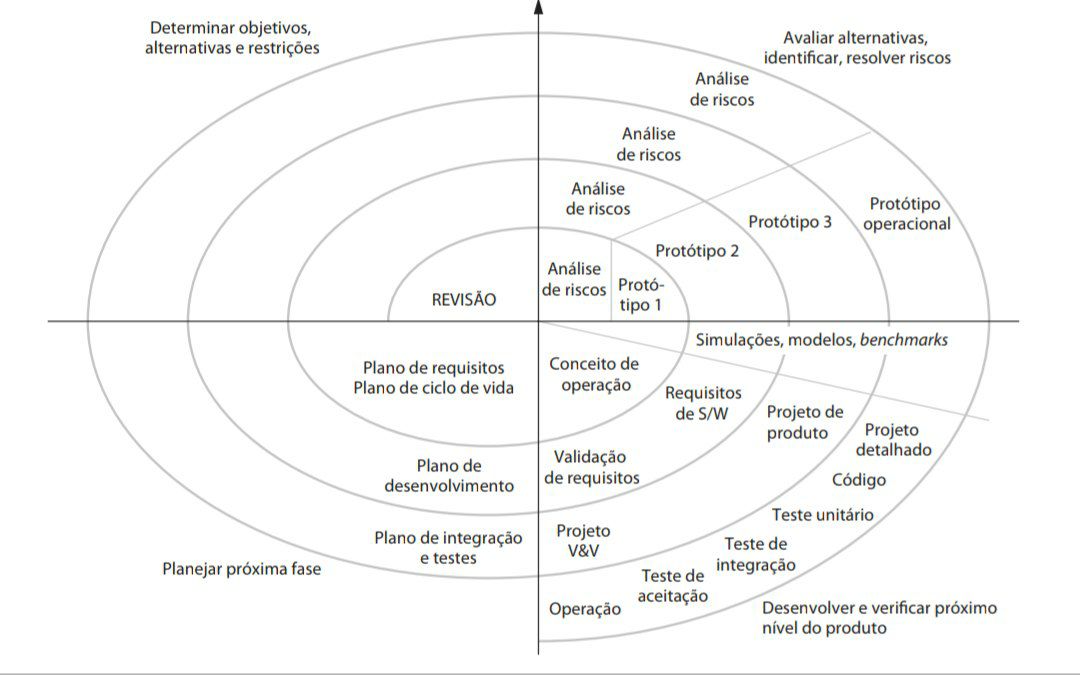 Determinar objetivos,
alternativas e restrições
Avaliar alternativas,
identificar, resolver riscos
Análise
de riscos
Análise
de riscos
Análise
de riscos
Análise
de riscos
Protótipo
operacional
Protótipo 3
Protótipo 2
Protó-
tipo 1
REVISÃO
Simulações, modelos, benchmarks
Plano de requisitos
Plano de ciclo de vida
Conceito de
operação
Requisitos
de S/W
Projeto de
produto
Projeto
detalhado
Plano de
desenvolvimento
Validação
de requisitos
Código
Teste unitário
Plano de integração
e testes
Projeto
V&V
Teste de
integração
Teste de
aceitação
Operação
Planejar próxima fase
Desenvolver e verificar próximo
nível do produto